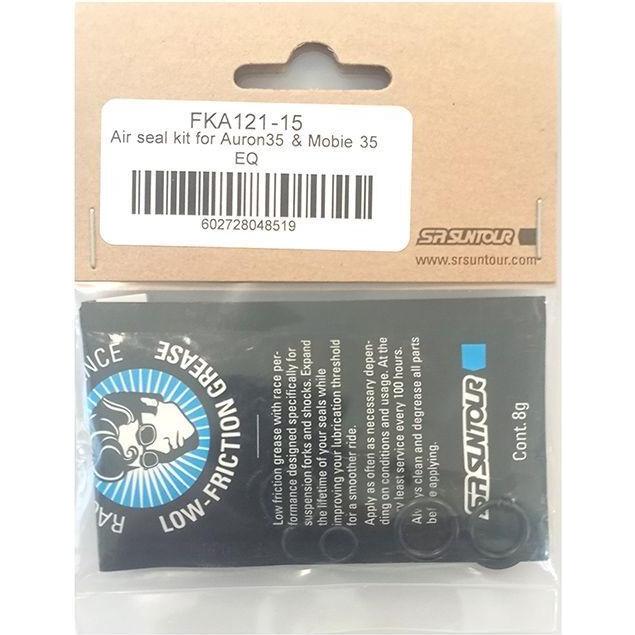 FKA121-15
Air seal kit for Auron35 & Mobie 35
EQ
602728048519
SR SUNTOUR
www.srsuntour.com
LOW-FRICTION GREASE
Low friction grease with race per-
formance designed specifically for
suspension forks and shocks. Expand
the lifetime of your seals while
improving your lubrication threshold
for a smoother ride.
Apply as often as necessary depen-
ding on conditions and usage. At the
very least service every 100 hours.
clean and degrease all parts
applying.
SR SUNTOUR
Cont. 8g